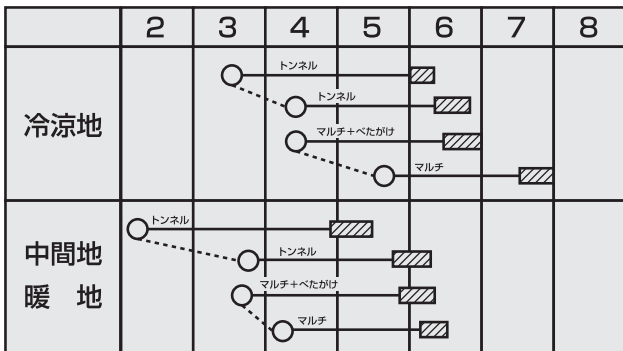 2 3 4 5 6 7 8
冷涼地
トンネル
トンネル
マルチ+べたがけ
マルチ
中間地
暖　地
トンネル
トンネル
マルチ+べたがけ
マルチ